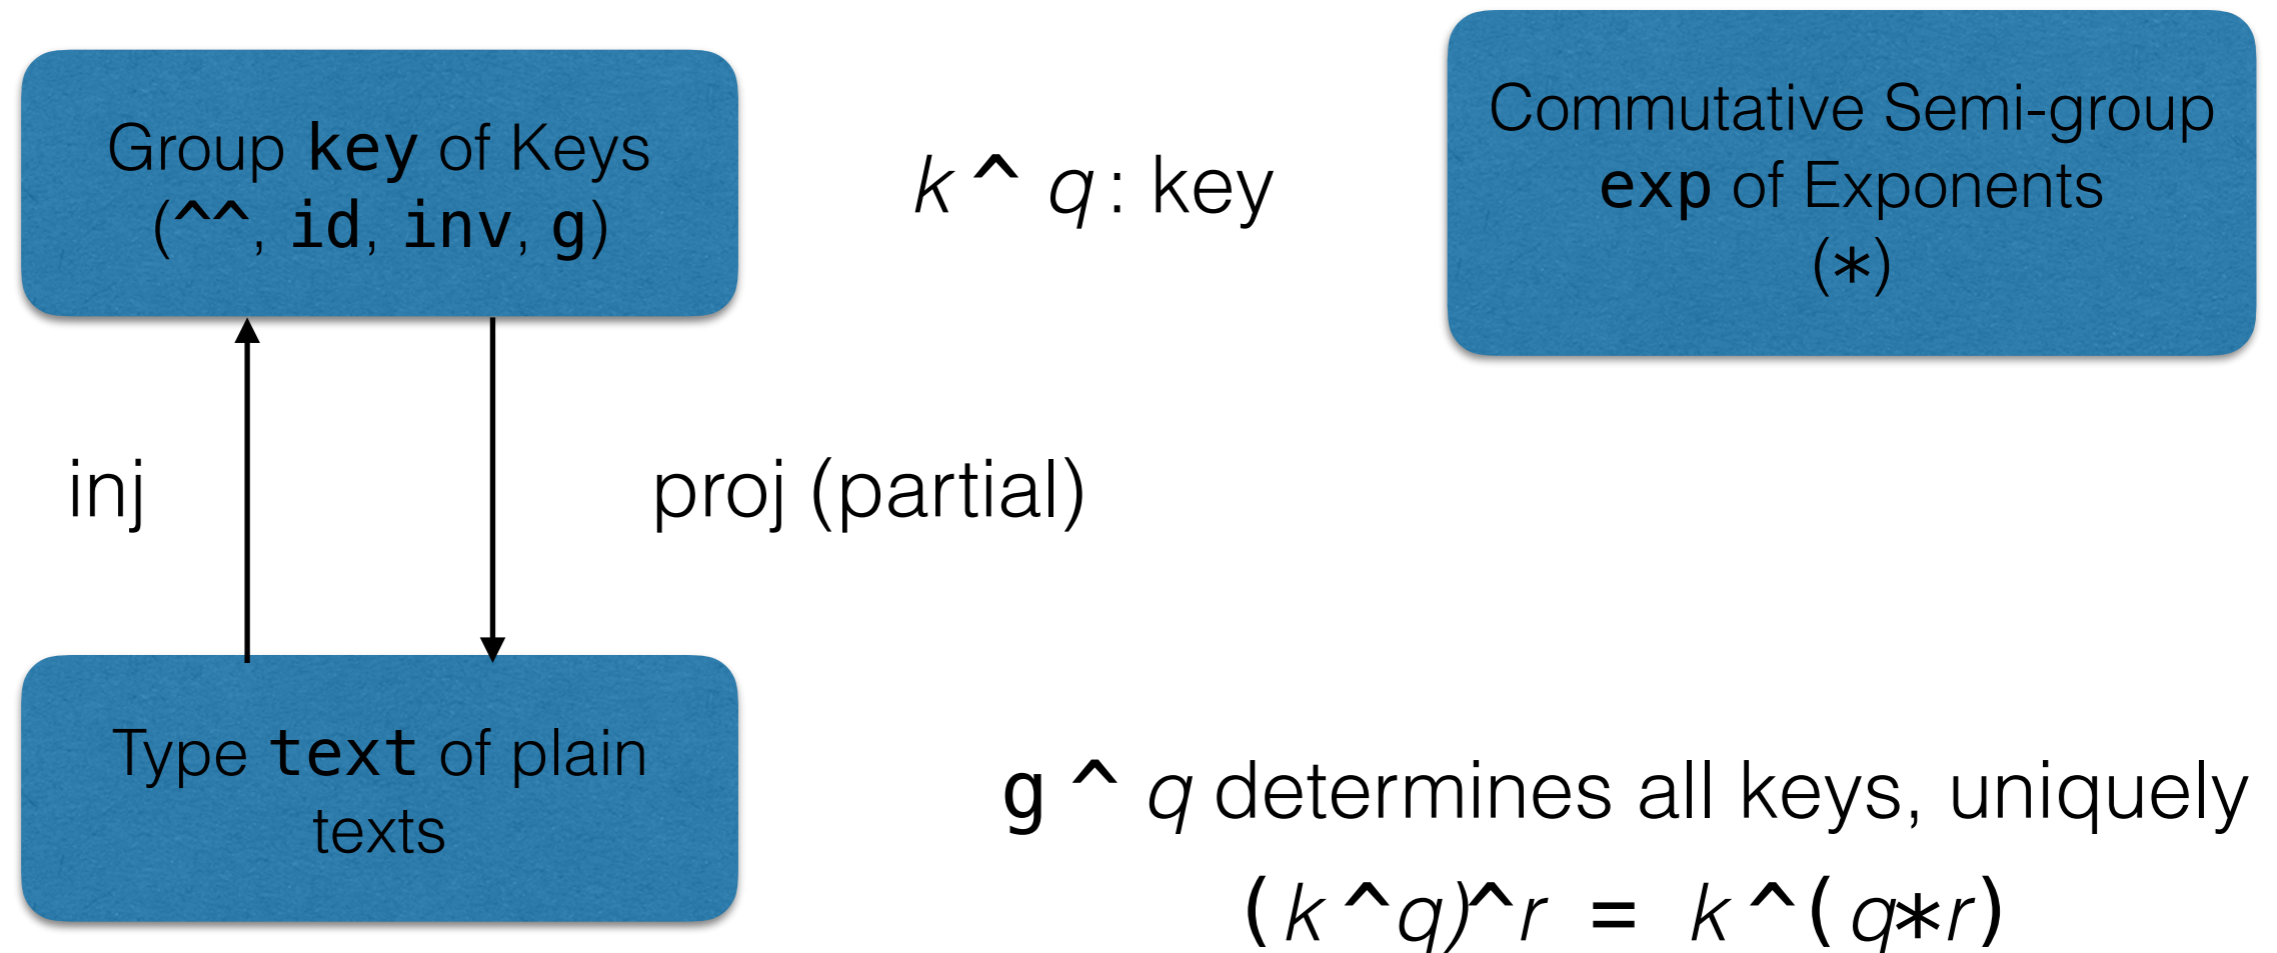 Group key of Keys
(^^, id, inv, g)
k ^ q : key
Commutative Semi-group
exp of Exponents
(*)
inj
proj (partial)
Type text of plain
texts
g ^ q determines all keys, uniquely
(k ^q)^r = k ^(q*r)